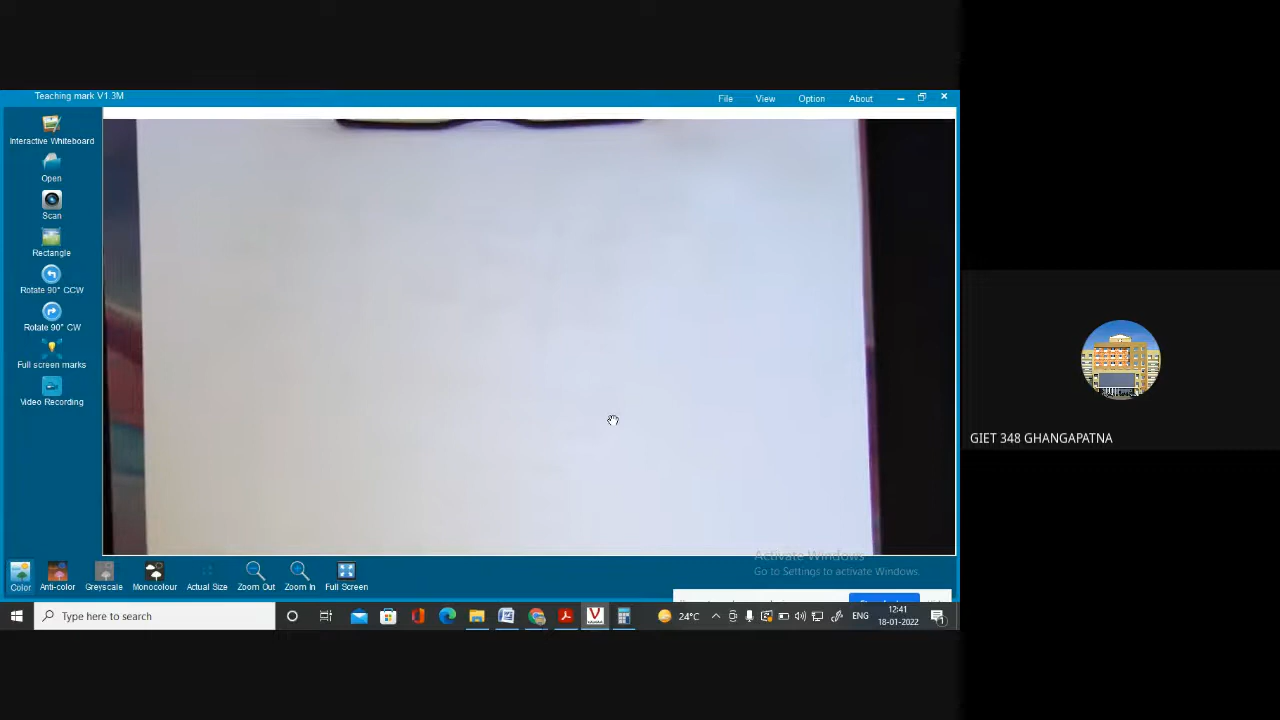 Teaching mark V1.3M
File
View
Option
About
Interactive Whiteboard
Open
Scan
Rectangle
Rotate 90° CCW
Rotate 90° CW
Full screen marks
Video Recording
GIET 348 GHANGAPATNA
Activate Windows
Go to Settings to activate Windows.
Color
Anti-color
Greyscale
Monocolour
Actual Size
Zoom Out
Zoom In
Full Screen
Type here to search
24°C
ENG
12:41
18-01-2022